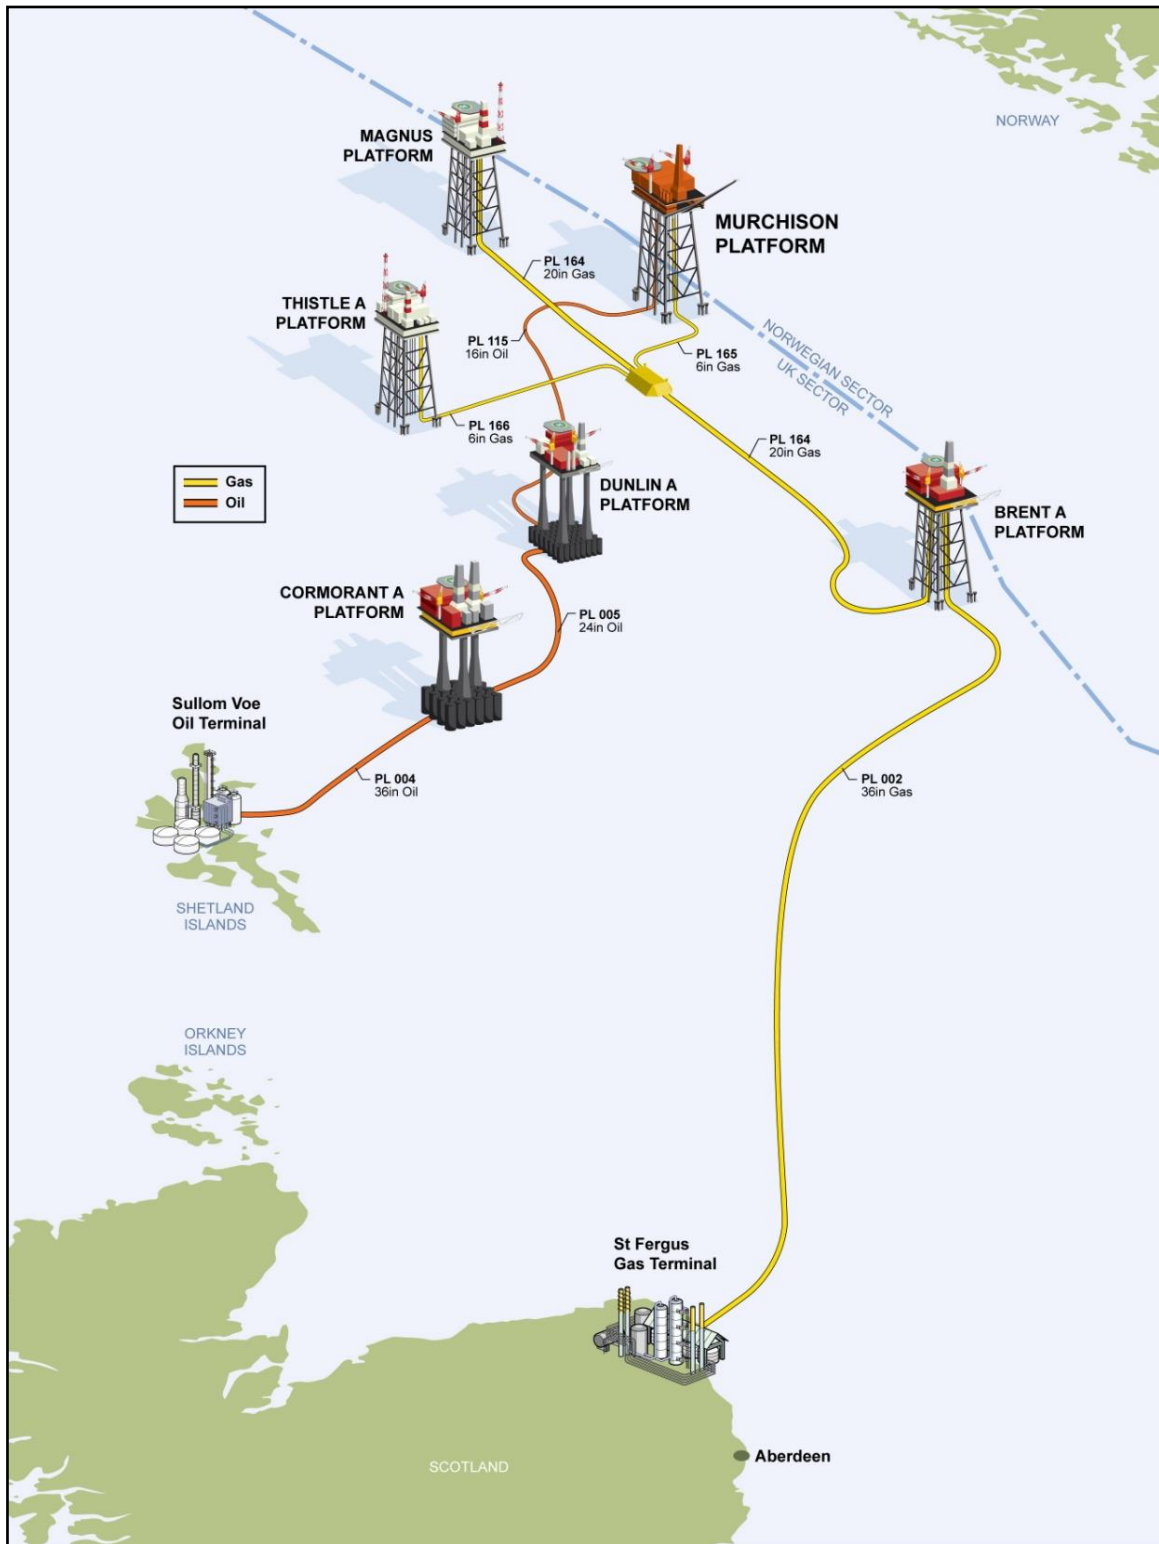 NORWAY
MAGNUS
PLATFORM
MURCHISON
PLATFORM
PL 164
20in Gas
THISTLE A
PLATFORM
PL 115
16in Oil
PL 165
6in Gas
NORWEGIAN SECTOR
UK SECTOR
PL 166
6in Gas
PL 164
20in Gas
Gas
Oil
DUNLIN A
PLATFORM
BRENT A
PLATFORM
CORMORANT A
PLATFORM
PL 005
24in Oil
Sullom Voe
Oil Terminal
PL 004
36in Oil
PL 002
36in Gas
SHETLAND
ISLANDS
ORKNEY
ISLANDS
St Fergus
Gas Terminal
Aberdeen
SCOTLAND